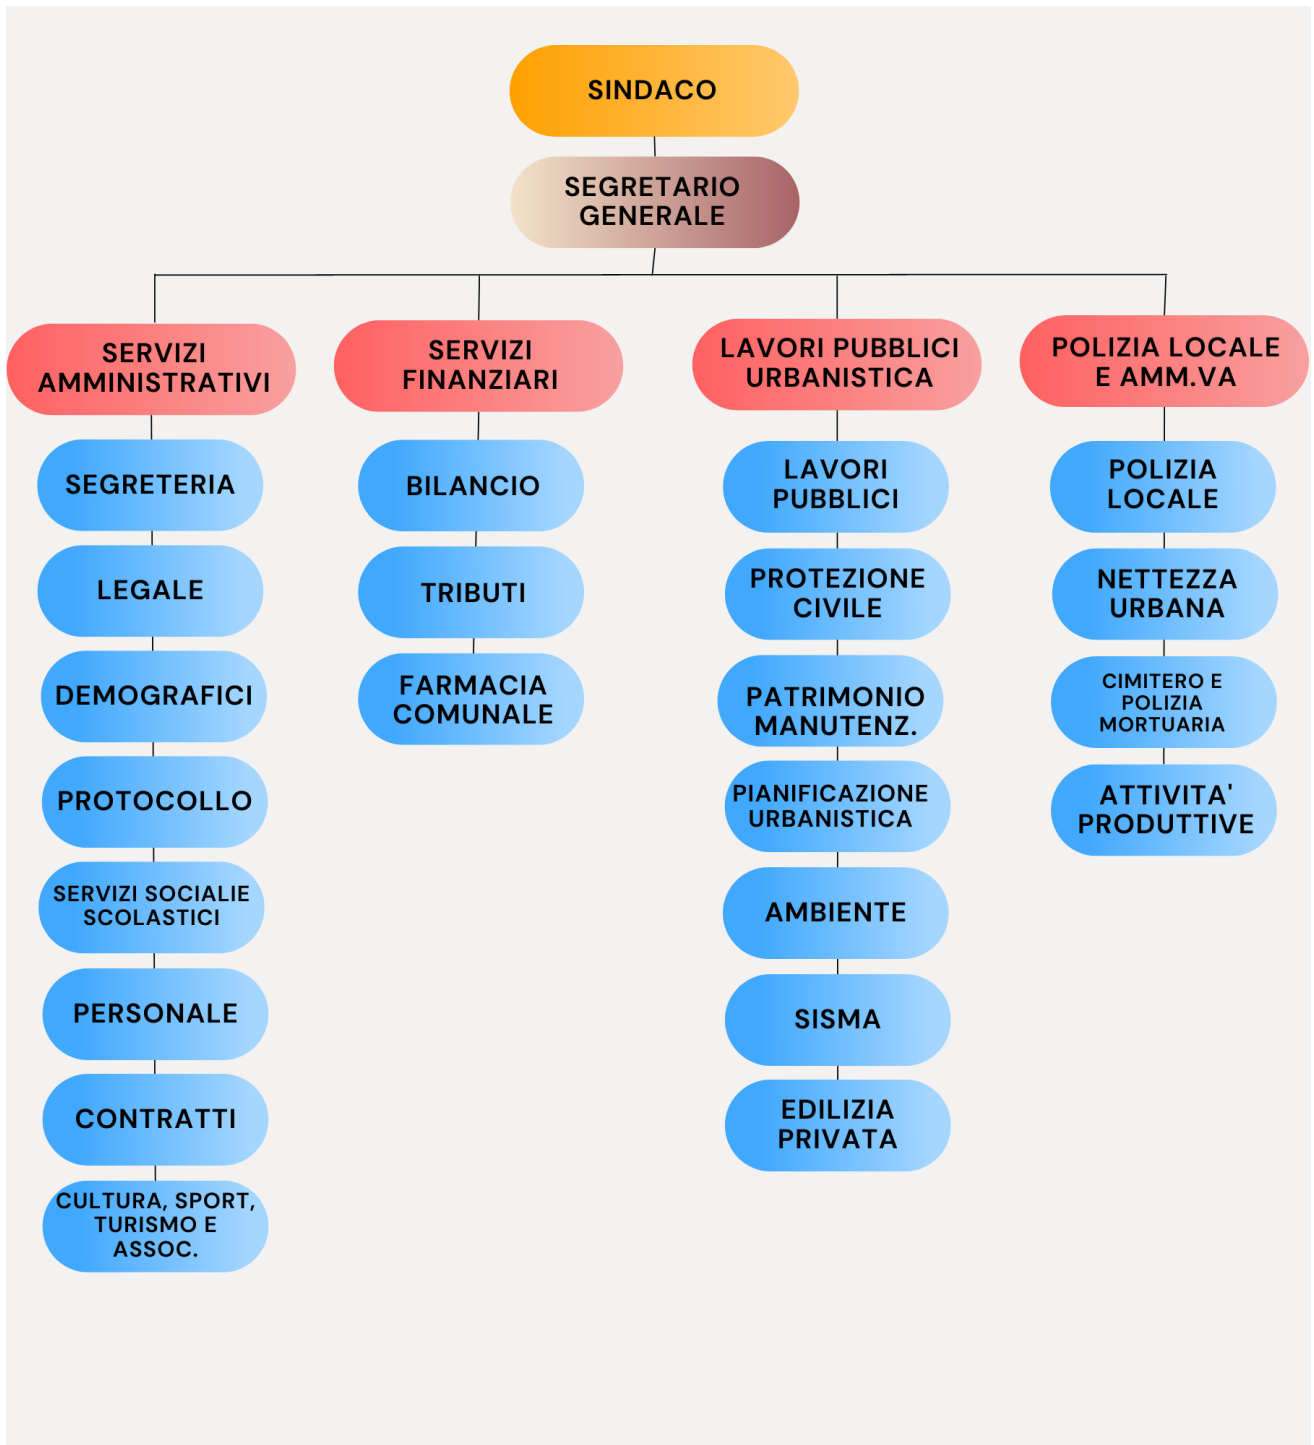 SINDACO
SEGRETARIO
GENERALE
SERVIZI
AMMINISTRATIVI
SEGRETERIA
LEGALE
DEMOGRAFICI
PROTOCOLLO
SERVIZI SOCIALIE
SCOLASTICI
PERSONALE
CONTRATTI
CULTURA, SPORT,
TURISMO E
ASSOC.
SERVIZI
FINANZIARI
BILANCIO
TRIBUTI
FARMACIA
COMUNALE
LAVORI PUBBLICI
URBANISTICA
LAVORI
PUBBLICI
PROTEZIONE
CIVILE
PATRIMONIO
MANUTENZ.
PIANIFICAZIONE
URBANISTICA
AMBIENTE
SISMA
EDILIZIA
PRIVATA
POLIZIA LOCALE
E AMM.VA
POLIZIA
LOCALE
NETTEZZA
URBANA
CIMITERO E
POLIZIA
MORTUARIA
ATTIVITA'
PRODUTTIVE